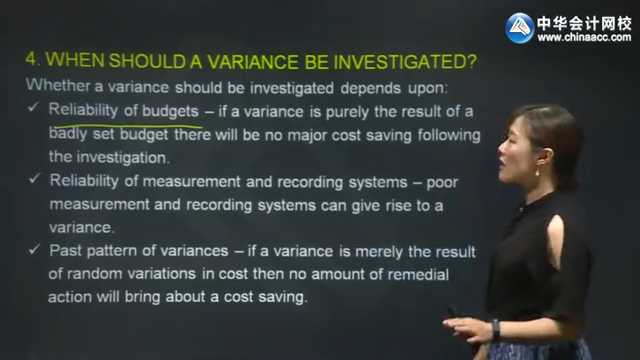 中华会计网校
www.chinaacc.com
4. WHEN SHOULD A VARIANCE BE INVESTIGATED?
Whether a variance should be investigated depends upon:
✓ Reliability of budgets – if a variance is purely the result of a
badly set budget there will be no major cost saving following
the investigation.
✓ Reliability of measurement and recording systems – poor
measurement and recording systems can give rise to a
variance.
✓ Past pattern of variances – if a variance is merely the result
of random variations in cost then no amount of remedial
action will bring about a cost saving.